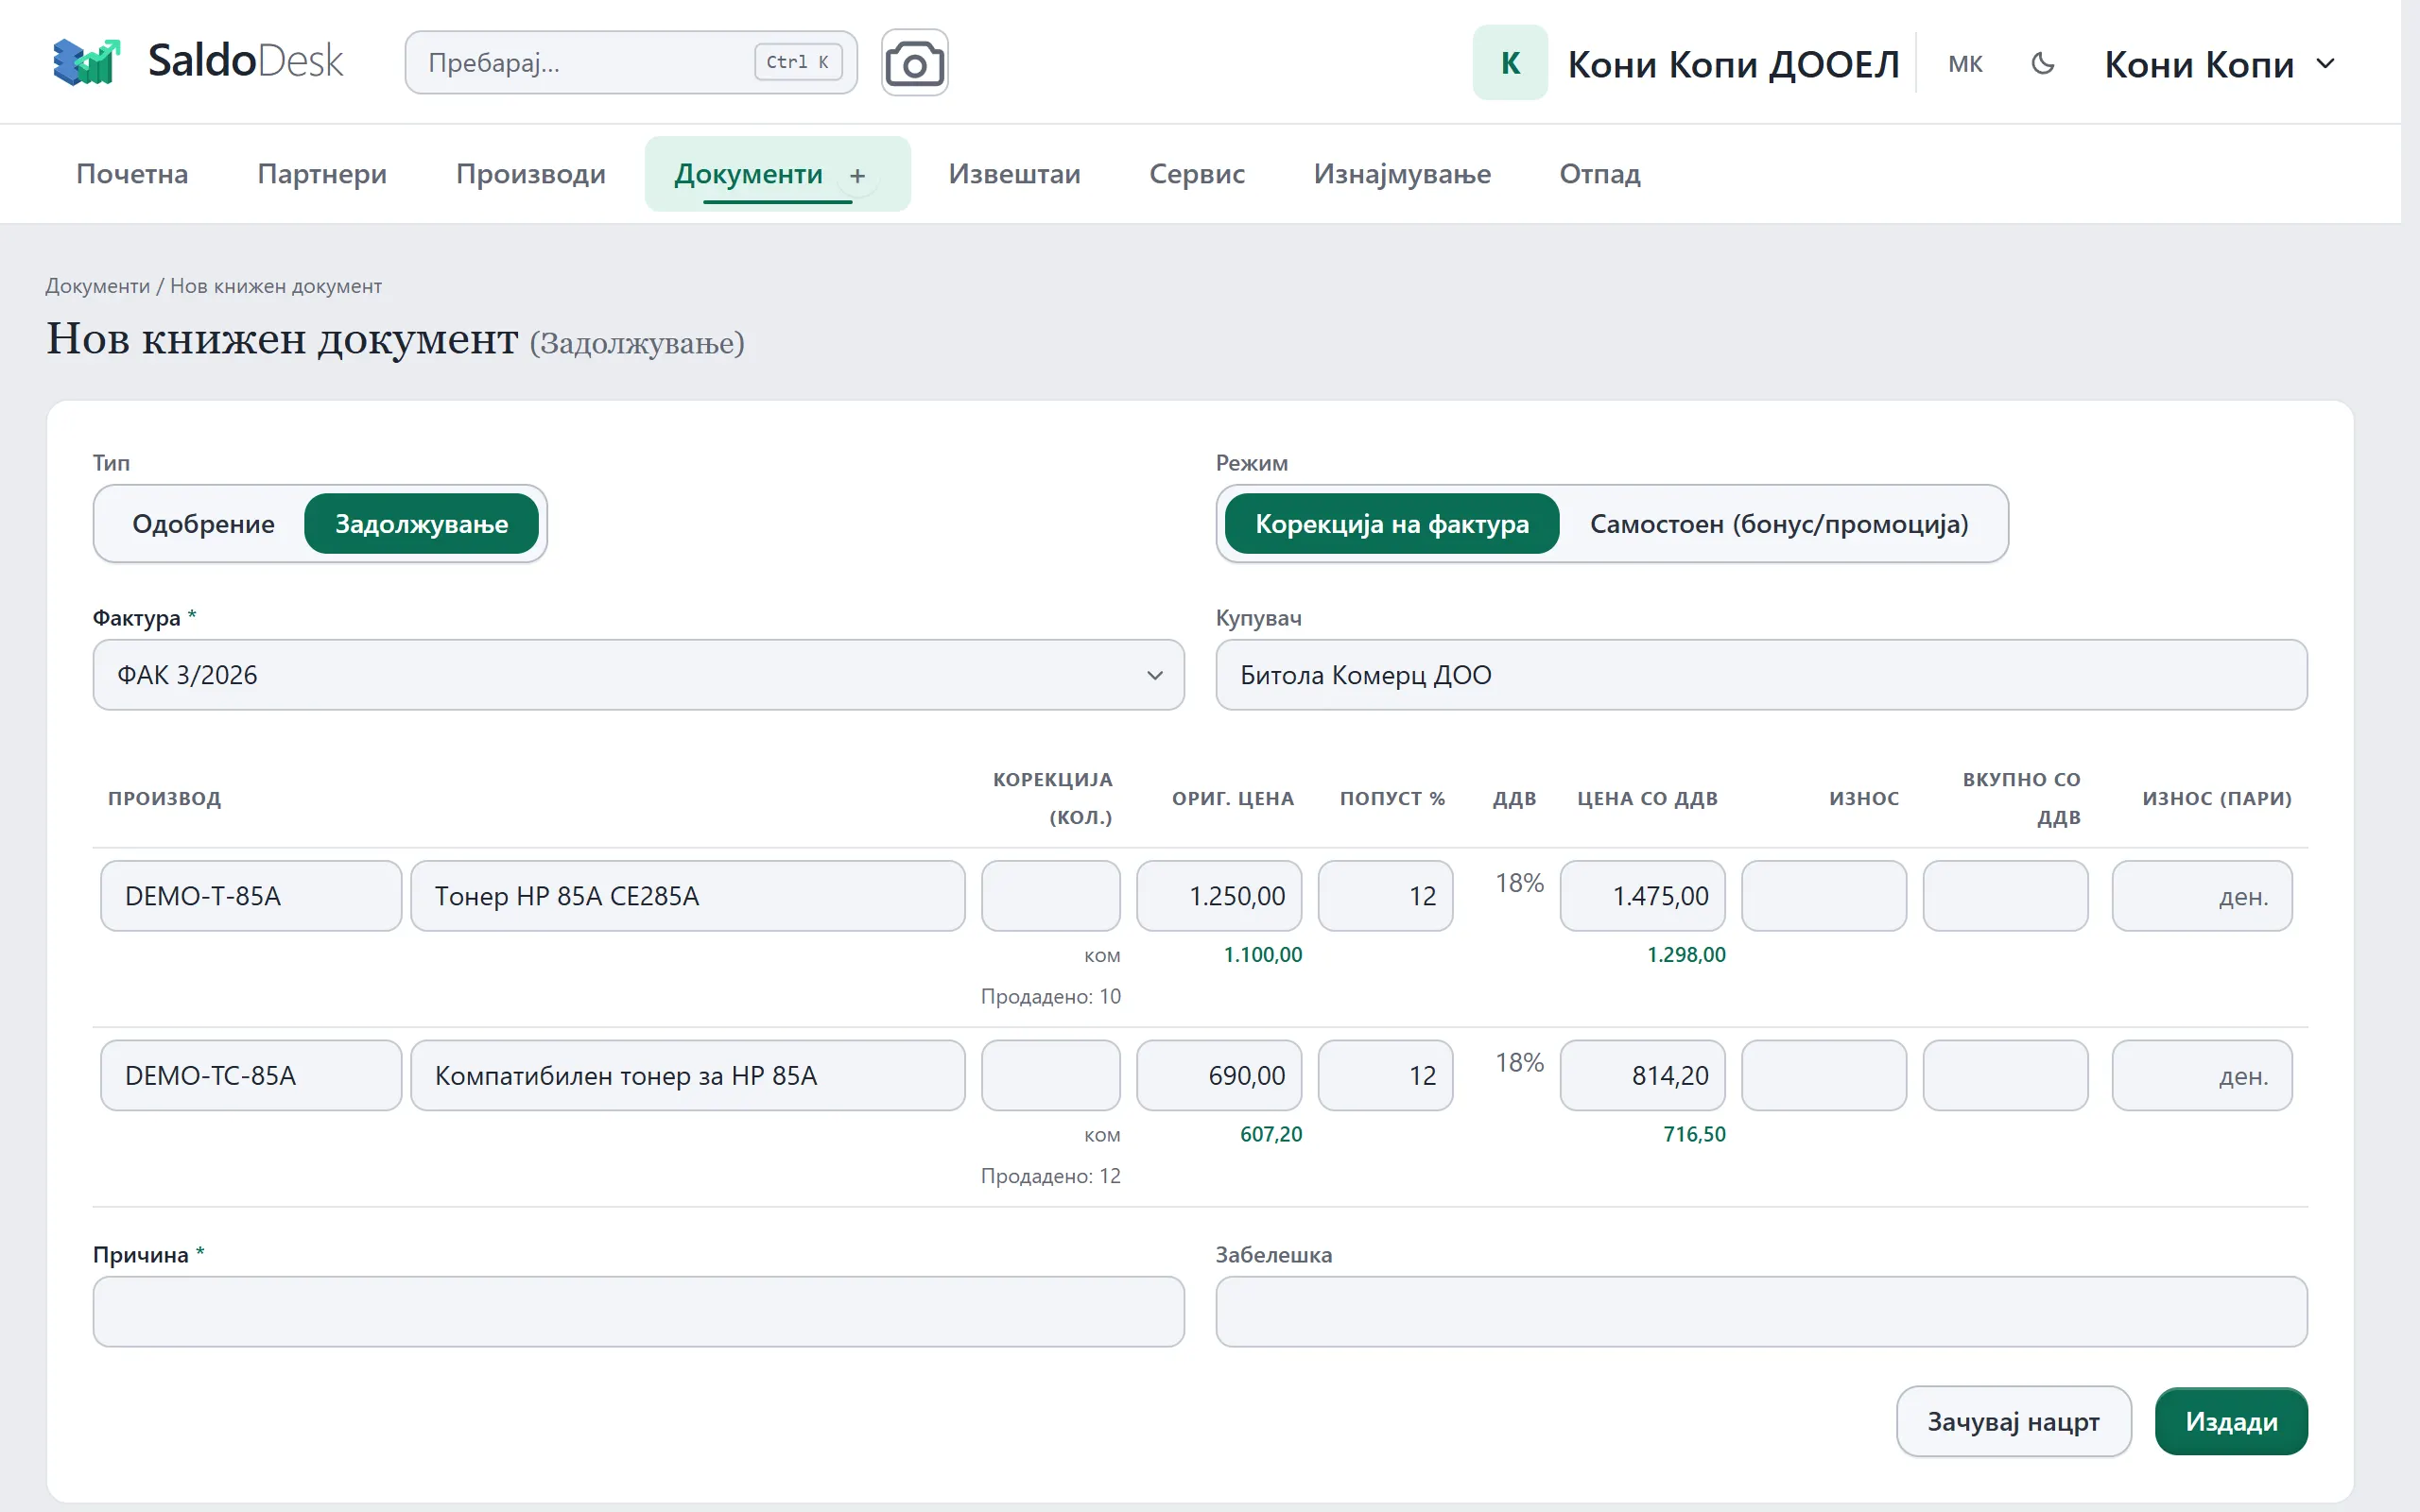 SaldoDesk
Пребарај... Ctrl K
K Кони Копи ДООЕЛ МК Кони Копи
Почетна Партнери Производи Документи + Извештаи Сервис Изнајмување Отпад
Документи / Нов книжен документ
Нов книжен документ (Задолжување)
Тип Режим
Одобрение Задолжување Корекција на фактура Самостоен (бонус/промоција)
Фактура * Купувач
ФАК 3/2026 Битола Комерц ДОО
ПРОИЗВОД КОРЕКЦИЈА (КОЛ.) ОРИГ. ЦЕНА ПОПУСТ % ДДВ ЦЕНА СО ДДВ ИЗНОС ВКУПНО СО ДДВ ИЗНОС (ПАРИ)
DEMO-T-85A Тонер HP 85A CE285A 1.250,00 12 18% 1.475,00 ден.
ком 1.100,00 1.298,00
Продадено: 10
DEMO-TC-85A Компатибилен тонер за HP 85A 690,00 12 18% 814,20 ден.
ком 607,20 716,50
Продадено: 12
Причина * Забелешка
Зачувај нацрт Издади